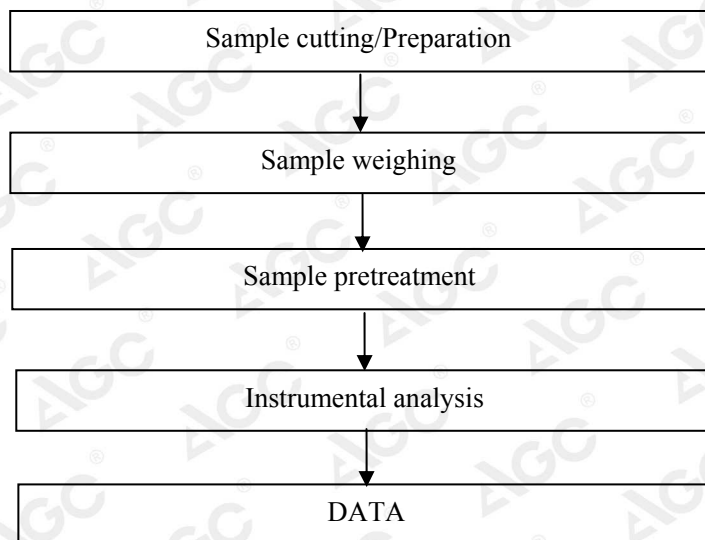 Sample cutting/Preparation
Sample weighing
Sample pretreatment
Instrumental analysis
DATA